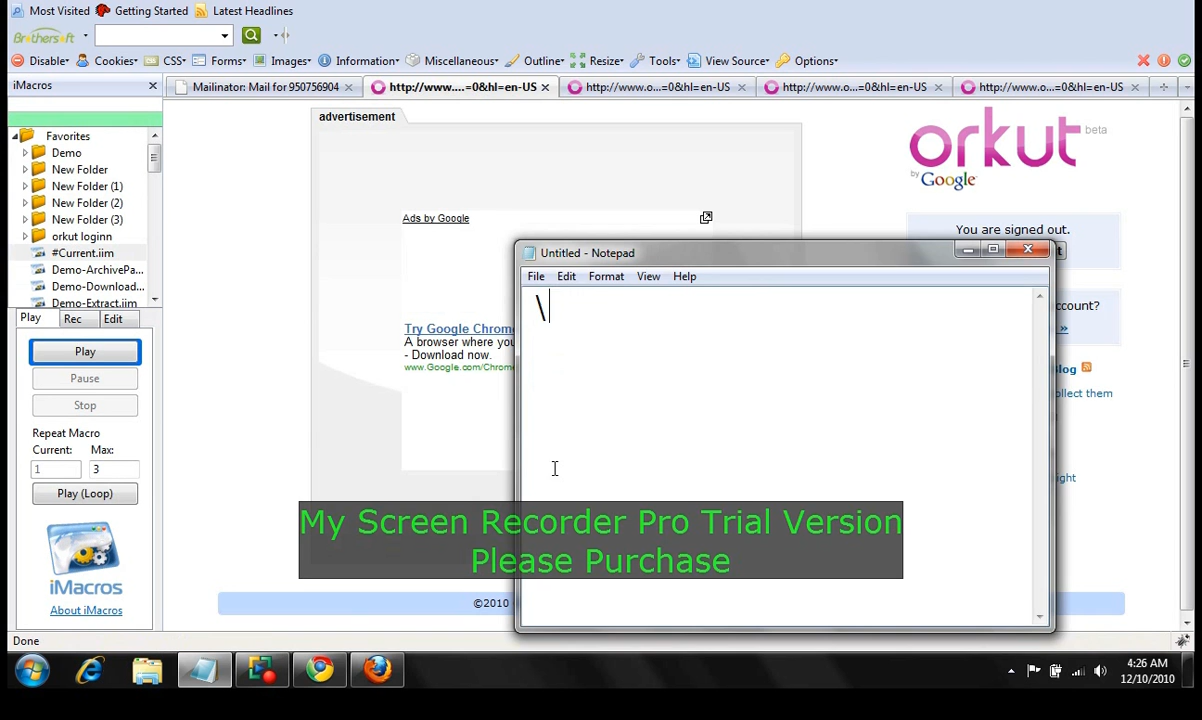 Most Visited Getting Started Latest Headlines
Brothersoft
Disable Cookies CSS Forms Images Information Miscellaneous Outline Resize Tools View Source Options
iMacros
Mailinator: Mail for 950756904 http://www....=0&hl=en-US http://www.o...=0&hl=en-US http://www.o...=0&hl=en-US http://www.o...=0&hl=en-US
Favorites
Demo
New Folder
New Folder (1)
New Folder (2)
New Folder (3)
orkut loginn
#Current.iim
Demo-ArchivePa...
Demo-Download...
Demo-Extract.iim
Play Rec Edit
Play
Pause
Stop
Repeat Macro
Current: Max:
1 3
Play (Loop)
iMacros
About iMacros
advertisement
Ads by Google
Try Google Chrome
A browser where you
- Download now.
www.Google.com/Chrom
orkut beta
by Google
You are signed out.
t
account?
»
log
ollect them
ight
Untitled - Notepad
File Edit Format View Help
\
My Screen Recorder Pro Trial Version
Please Purchase
©2010
Done
4:26 AM
12/10/2010